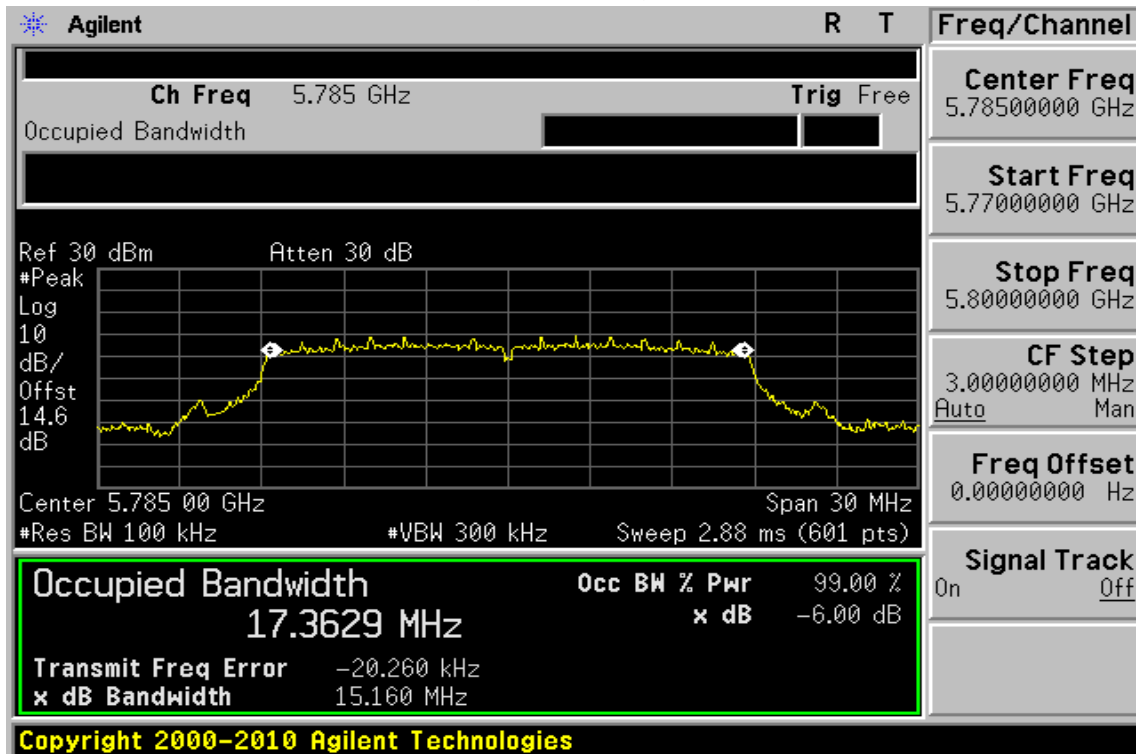 Agilent R T
Ch Freq 5.785 GHz Trig Free
Occupied Bandwidth
Ref 30 dBm Atten 30 dB
#Peak
Log
10
dB/
Offst
14.6
dB
Center 5.785 00 GHz Span 30 MHz
#Res BW 100 kHz #VBW 300 kHz Sweep 2.88 ms (601 pts)
Occupied Bandwidth
17.3629 MHz
Occ BW % Pwr 99.00 %
x dB -6.00 dB
Transmit Freq Error -20.260 kHz
x dB Bandwidth 15.160 MHz
Copyright 2000-2010 Agilent Technologies
Freq/Channel
Center Freq
5.78500000 GHz
Start Freq
5.77000000 GHz
Stop Freq
5.80000000 GHz
CF Step
3.00000000 MHz
Auto Man
Freq Offset
0.00000000 Hz
Signal Track
On Off